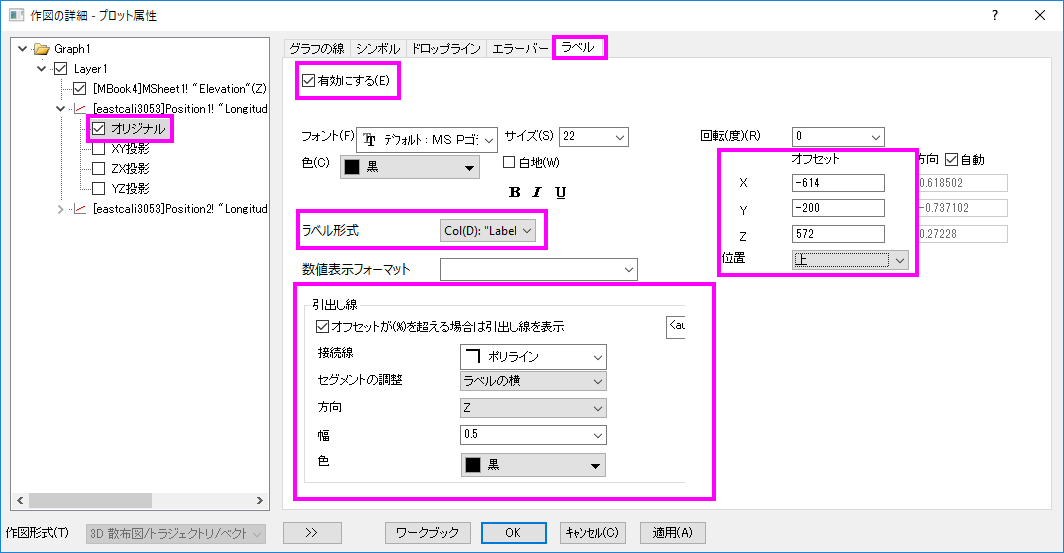 作図の詳細 - プロット属性
?
Graph1
Layer1
[MBook4]MSheet1! "Elevation"(Z)
[eastcali3053]Position1! "Longitud
オリジナル
XY投影
ZX投影
YZ投影
[eastcali3053]Position2! "Longitud
グラフの線 シンボル ドロップライン エラーバー ラベル
有効にする(E)
フォント(F) デフォルト: MS Pゴ サイズ(S) 22 回転(度)(R) 0
色(C) 黒 白地(W)
B I U
オフセット 方向 自動
X -614 0.618502
Y -200 -0.737102
Z 572 0.27228
位置 上
ラベル形式 Col(D): "Label
数値表示フォーマット
引出し線
オフセットが(%)を超える場合は引出し線を表示 <au
接続線 ポリライン
セグメントの調整 ラベルの横
方向 Z
幅 0.5
色 黒
作図形式(T) 3D 散布図/トラジェクトリ/ベクト >> ワークブック OK キャンセル(C) 適用(A)